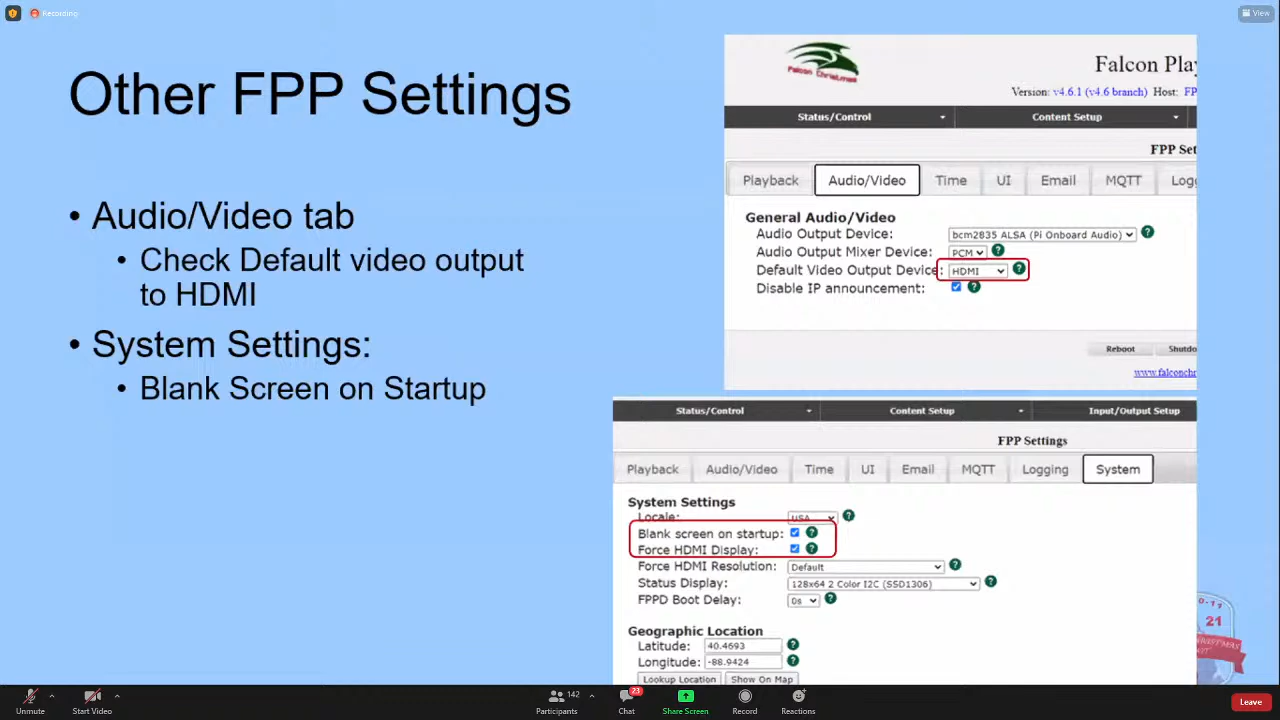 Recording
View
Other FPP Settings
• Audio/Video tab
• Check Default video output
to HDMI
• System Settings:
• Blank Screen on Startup
Falcon Christmas
Falcon Play
Version: v4.6.1 (v4.6 branch) Host: FP
Status/Control
Content Setup
FPP Set
Playback
Audio/Video
Time
UI
Email
MQTT
Logg
General Audio/Video
Audio Output Device: bcm2835 ALSA (Pi Onboard Audio)
Audio Output Mixer Device: PCM
Default Video Output Device: HDMI
Disable IP announcement:
Reboot
Shutdo
www.falconchr
Status/Control
Content Setup
Input/Output Setup
FPP Settings
Playback
Audio/Video
Time
UI
Email
MQTT
Logging
System
System Settings
Locale: USA
Blank screen on startup:
Force HDMI Display:
Force HDMI Resolution: Default
Status Display: 128x64 2 Color I2C (SSD1306)
FPPD Boot Delay: 0s
Geographic Location
Latitude: 40.4693
Longitude: -88.9424
Lookup Location
Show On Map
21
Unmute
Start Video
142
Participants
23
Chat
Share Screen
Record
Reactions
Leave